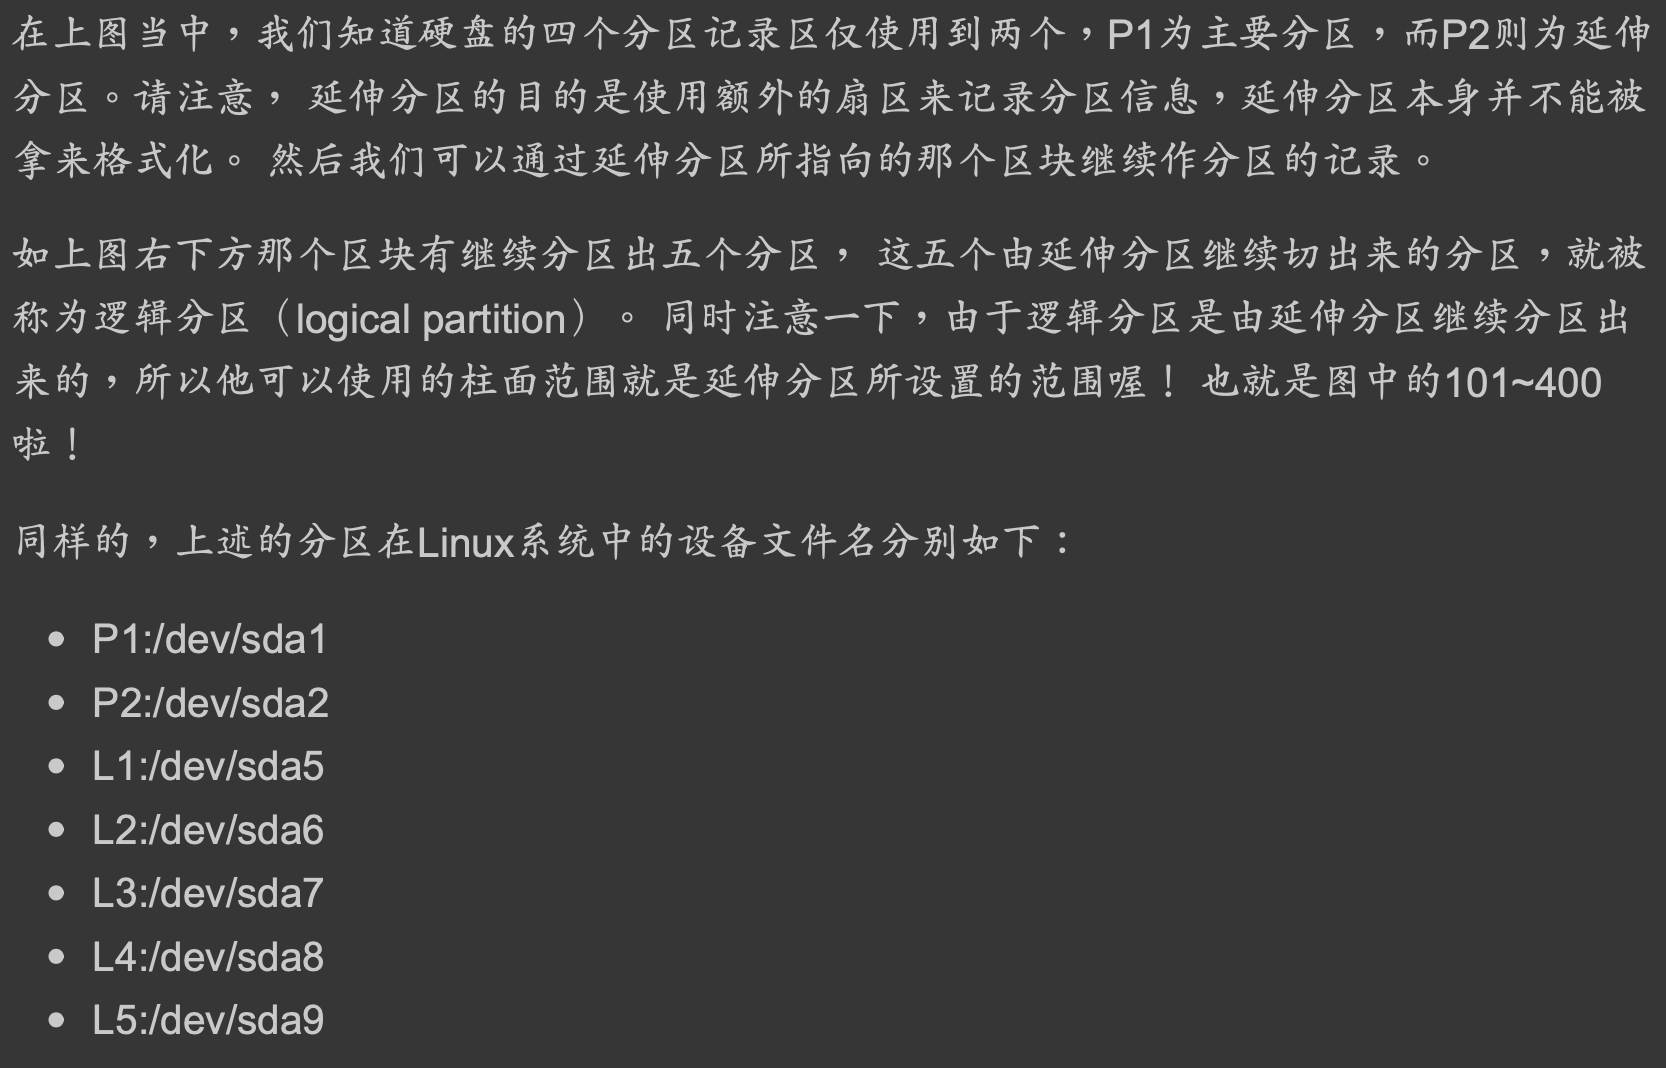 在上图当中，我们知道硬盘的四个分区记录区仅使用到两个，P1为主要分区，而P2则为延伸
分区。请注意， 延伸分区的目的是使用额外的扇区来记录分区信息，延伸分区本身并不能被
拿来格式化。 然后我们可以通过延伸分区所指向的那个区块继续作分区的记录。
如上图右下方那个区块有继续分区出五个分区， 这五个由延伸分区继续切出来的分区，就被
称为逻辑分区（logical partition）。 同时注意一下，由于逻辑分区是由延伸分区继续分区出
来的，所以他可以使用的柱面范围就是延伸分区所设置的范围喔！ 也就是图中的101~400
啦！
同样的，上述的分区在Linux系统中的设备文件名分别如下：
• P1:/dev/sda1
• P2:/dev/sda2
• L1:/dev/sda5
• L2:/dev/sda6
• L3:/dev/sda7
• L4:/dev/sda8
• L5:/dev/sda9